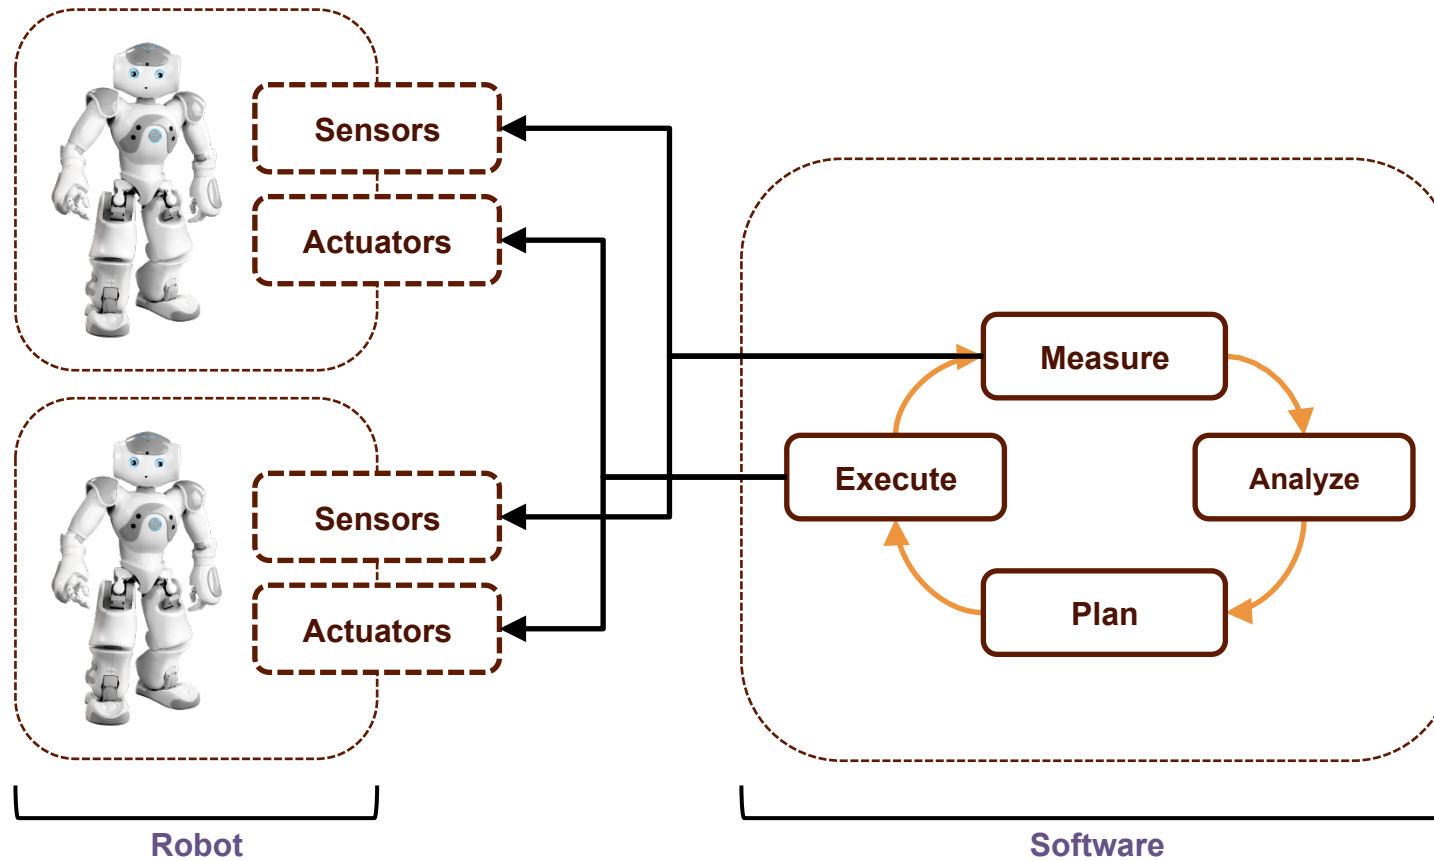 Sensors
Actuators
Measure
Execute
Analyze
Sensors
Plan
Actuators
Robot
Software